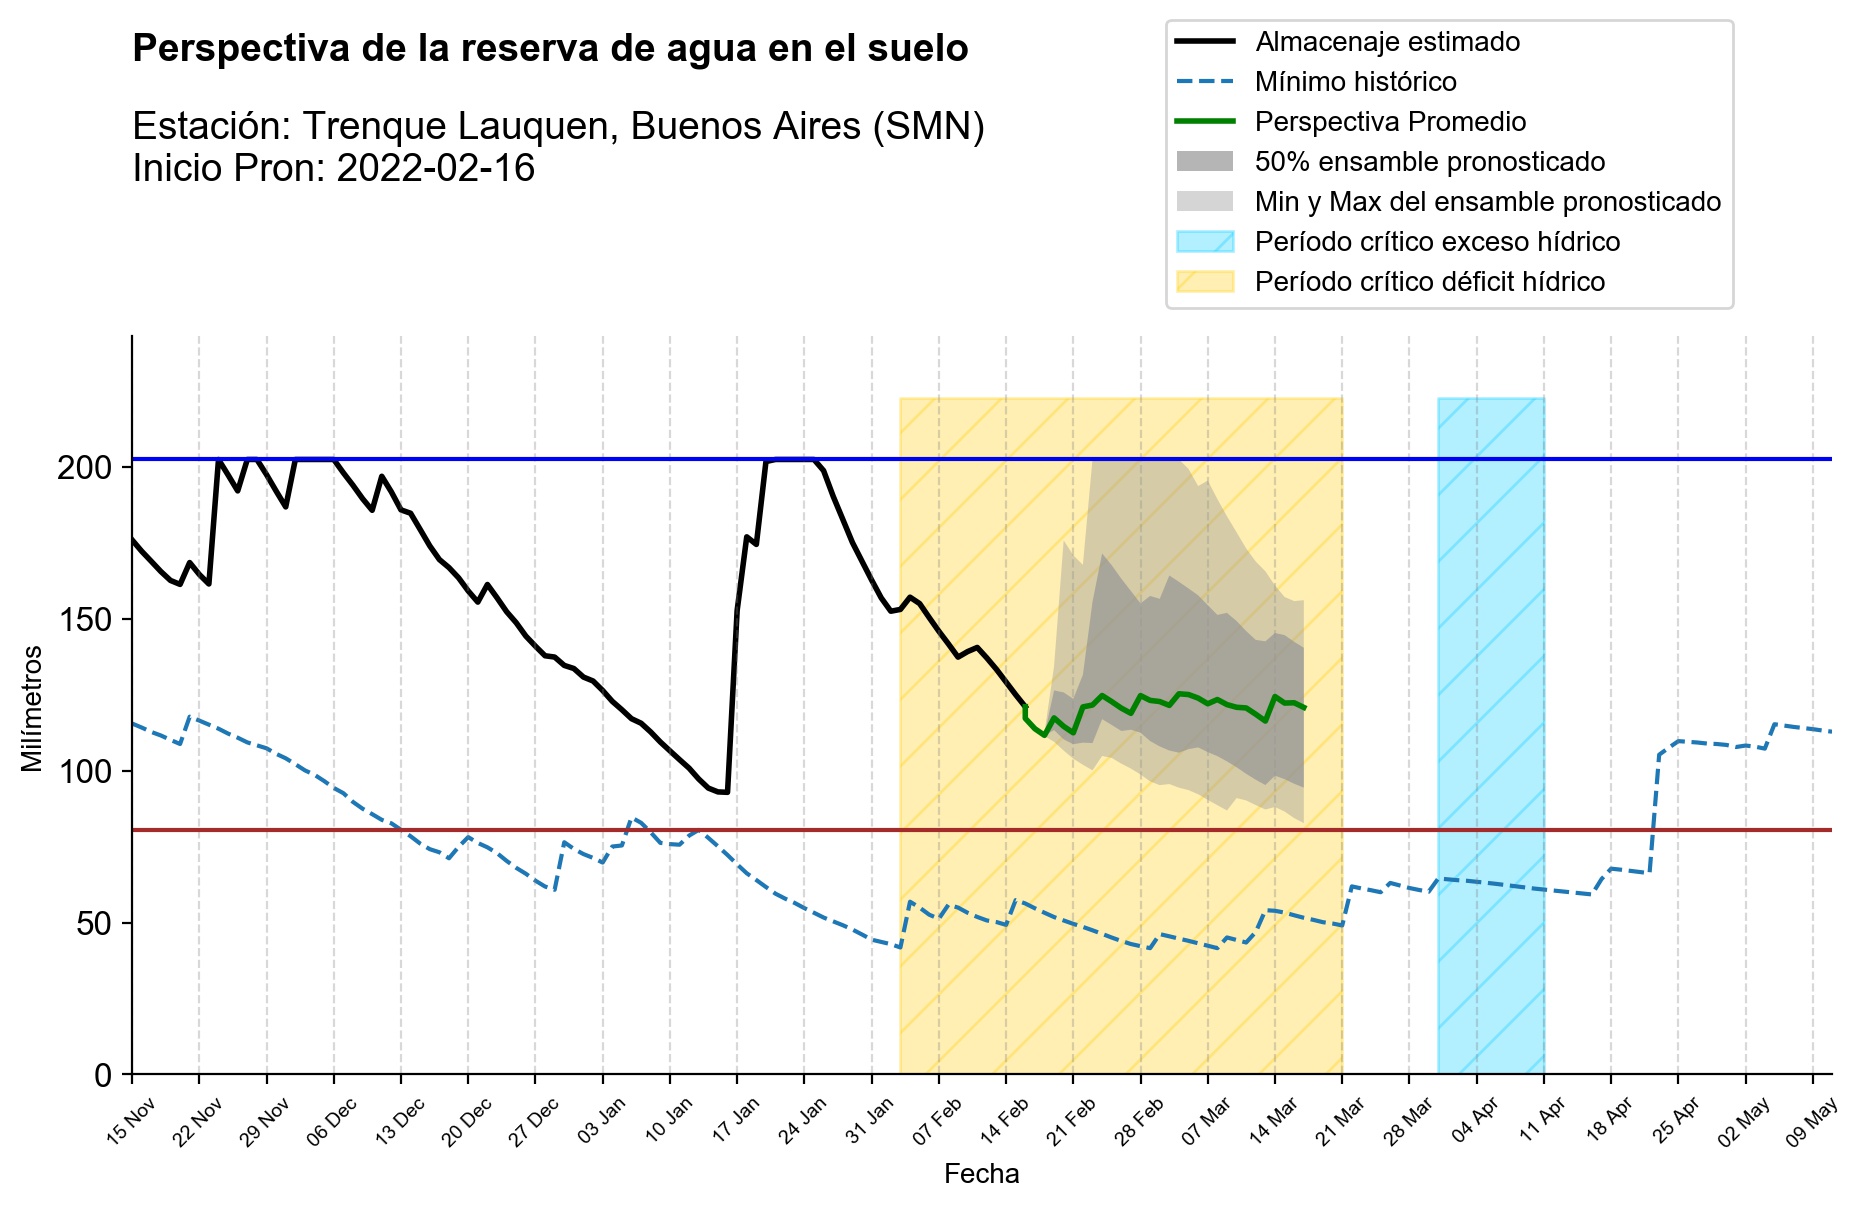 Perspectiva de la reserva de agua en el suelo
Estación: Trenque Lauquen, Buenos Aires (SMN)
Inicio Pron: 2022-02-16
Almacenaje estimado
Mínimo histórico
Perspectiva Promedio
50% ensamble pronosticado
Min y Max del ensamble pronosticado
Período crítico exceso hídrico
Período crítico déficit hídrico
Milímetros
200
150
100
50
0
15 Nov
22 Nov
29 Nov
06 Dec
13 Dec
20 Dec
27 Dec
03 Jan
10 Jan
17 Jan
24 Jan
31 Jan
07 Feb
14 Feb
21 Feb
28 Feb
07 Mar
14 Mar
21 Mar
28 Mar
04 Apr
11 Apr
18 Apr
25 Apr
02 May
09 May
Fecha